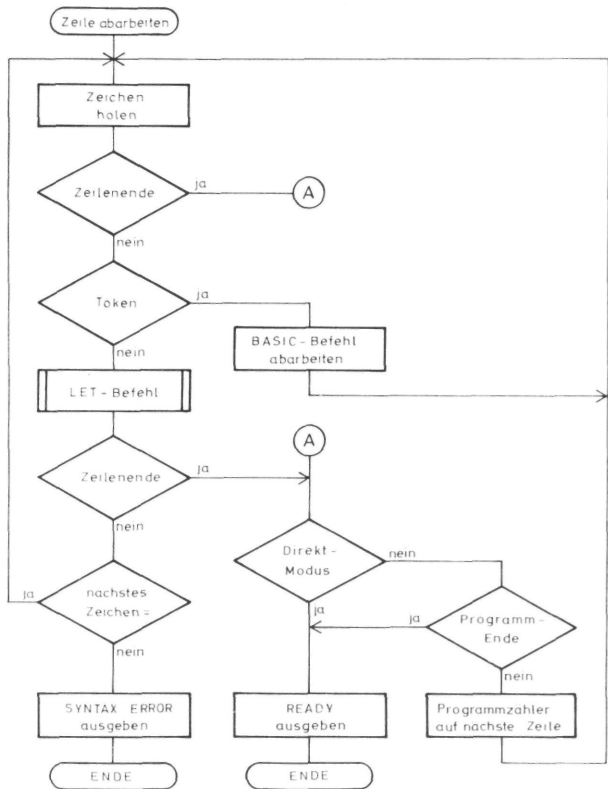 Zeile abarbeiten
Zeichen
holen
Zeilenende
ja
A
nein
Token
ja
BASIC-Befehl
abarbeiten
nein
LET-Befehl
A
Zeilenende
ja
nein
Direkt-
Modus
nein
ja
nächstes
Zeichen =
ja
nein
ja
Programm-
Ende
nein
SYNTAX ERROR
ausgeben
READY
ausgeben
Programmzähler
auf nächste Zeile
ENDE
ENDE